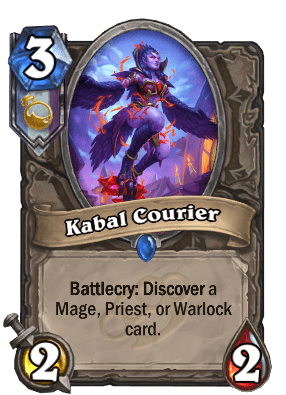 3
Kabal Courier
Battlecry: Discover a
Mage, Priest, or Warlock
card.
2
2